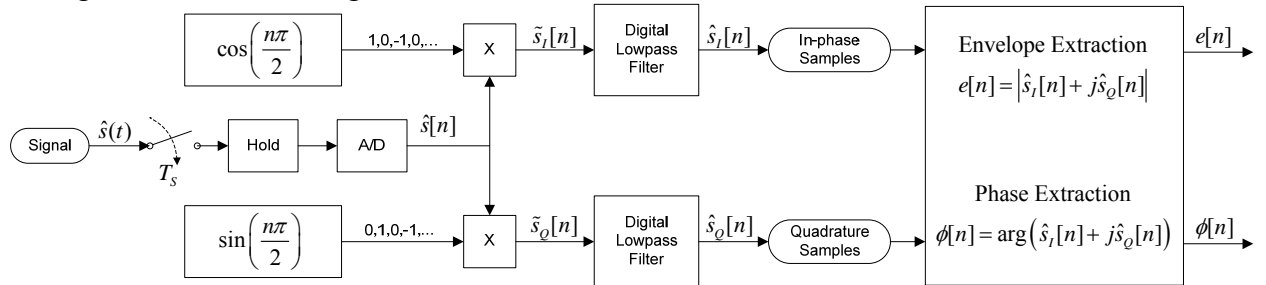 cos(nπ/2)
1,0,-1,0,...
X
s̃_I[n]
Digital
Lowpass
Filter
ŝ_I[n]
In-phase
Samples
Signal
ŝ(t)
T_S
Hold
A/D
ŝ[n]
sin(nπ/2)
0,1,0,-1,...
X
s̃_Q[n]
Digital
Lowpass
Filter
ŝ_Q[n]
Quadrature
Samples
Envelope Extraction
e[n] = |ŝ_I[n] + jŝ_Q[n]|
Phase Extraction
ϕ[n] = arg(ŝ_I[n] + jŝ_Q[n])
e[n]
ϕ[n]